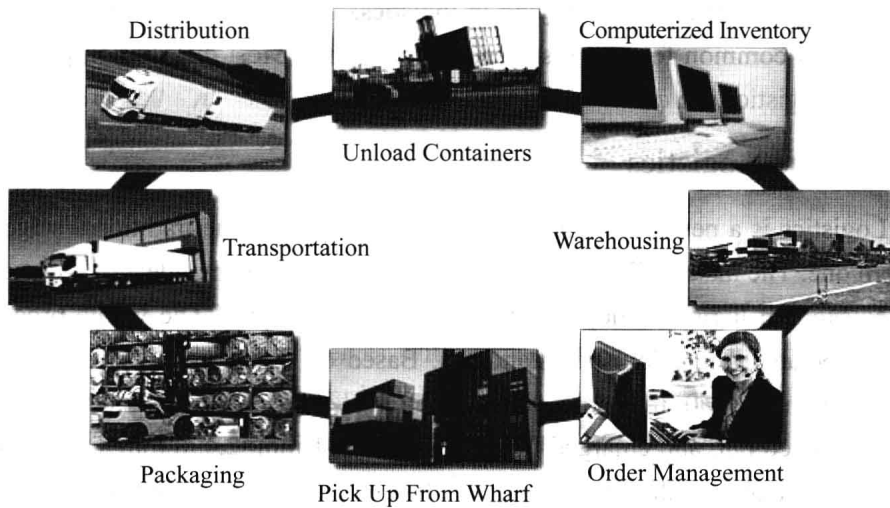 Distribution
Computerized Inventory
Unload Containers
Transportation
Warehousing
Packaging
Pick Up From Wharf
Order Management